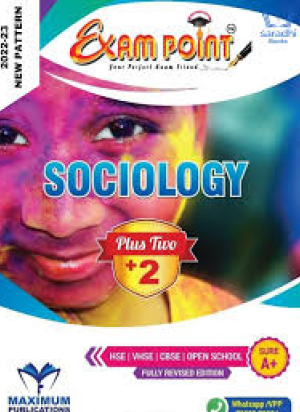 2022-23
NEW PATTERN
EXAM POINT
Your Perfect Exam Friend
saradhi
Books
SOCIOLOGY
Plus Two
+2
HSE | VHSE | CBSE | OPEN SCHOOL
FULLY REVISED EDITION
SURE
A+
MAXIMUM
PUBLICATIONS
Whatsapp /VPP